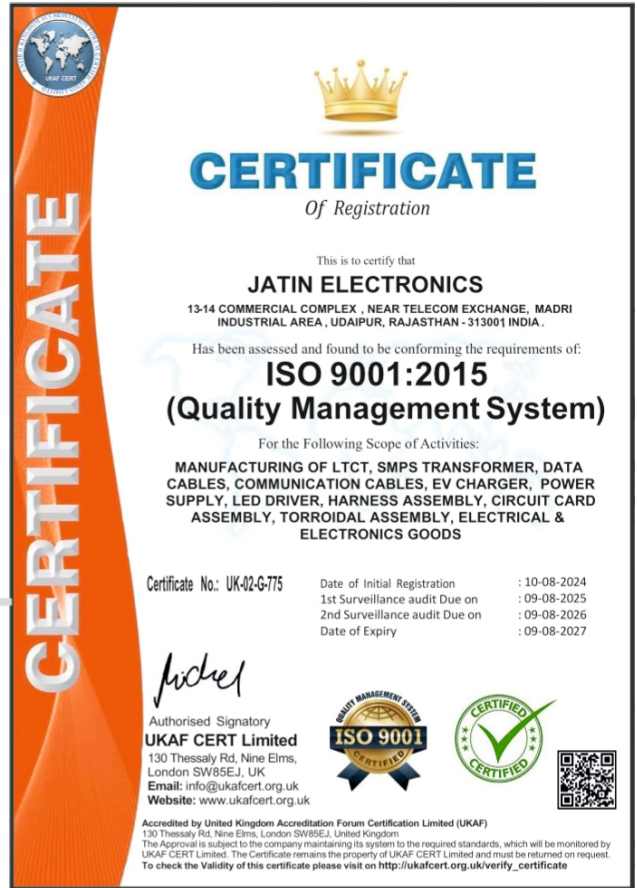 UNITED KINGDOM ACCREDITATION FORUM CERTIFICATION LIMITED
UKAF CERT
CERTIFICATE
CERTIFICATE
Of Registration
This is to certify that
JATIN ELECTRONICS
13-14 COMMERCIAL COMPLEX , NEAR TELECOM EXCHANGE, MADRI
INDUSTRIAL AREA , UDAIPUR, RAJASTHAN - 313001 INDIA .
Has been assessed and found to be conforming the requirements of:
ISO 9001:2015
(Quality Management System)
For the Following Scope of Activities:
MANUFACTURING OF LTCT, SMPS TRANSFORMER, DATA
CABLES, COMMUNICATION CABLES, EV CHARGER, POWER
SUPPLY, LED DRIVER, HARNESS ASSEMBLY, CIRCUIT CARD
ASSEMBLY, TORROIDAL ASSEMBLY, ELECTRICAL &
ELECTRONICS GOODS
Certificate No.: UK-02-G-775
Date of Initial Registration : 10-08-2024
1st Surveillance audit Due on : 09-08-2025
2nd Surveillance audit Due on : 09-08-2026
Date of Expiry : 09-08-2027
Authorised Signatory
UKAF CERT Limited
130 Thessaly Rd, Nine Elms,
London SW85EJ, UK
Email: info@ukafcert.org.uk
Website: www.ukafcert.org.uk
QUALITY MANAGEMENT SYSTEM
ISO 9001
CERTIFIED
CERTIFIED
CERTIFIED
Accredited by United Kingdom Accreditation Forum Certification Limited (UKAF)
130 Thessaly Rd, Nine Elms, London SW85EJ, United Kingdom
The Approval is subject to the company maintaining its system to the required standards, which will be monitored by
UKAF CERT Limited. The Certificate remains the property of UKAF CERT Limited and must be returned on request.
To check the Validity of this certificate please visit on http://ukafcert.org.uk/verify_certificate